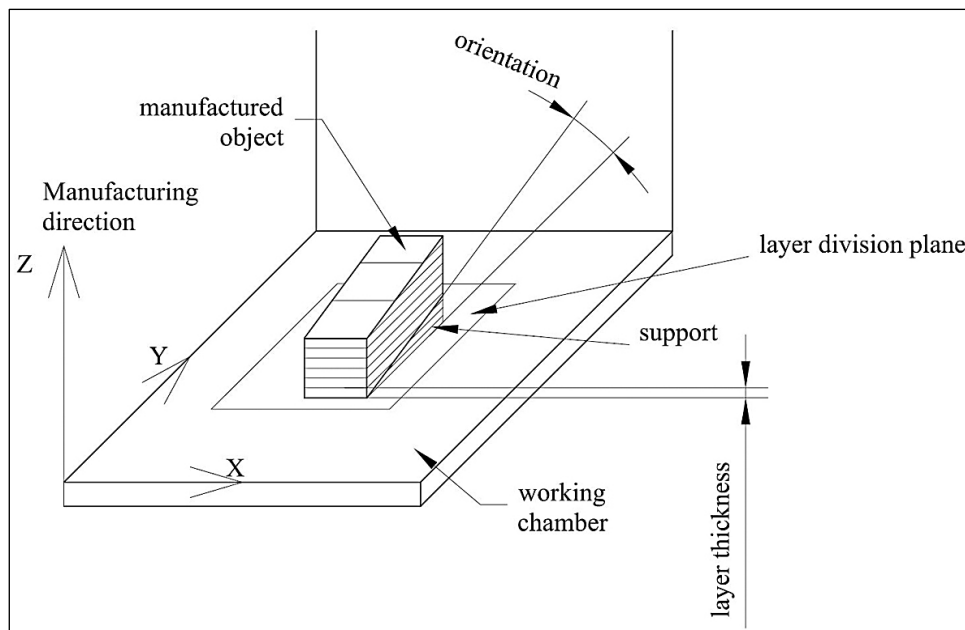 orientation
manufactured
object
Manufacturing
direction
Z
layer division plane
support
Y
X
working
chamber
layer thickness